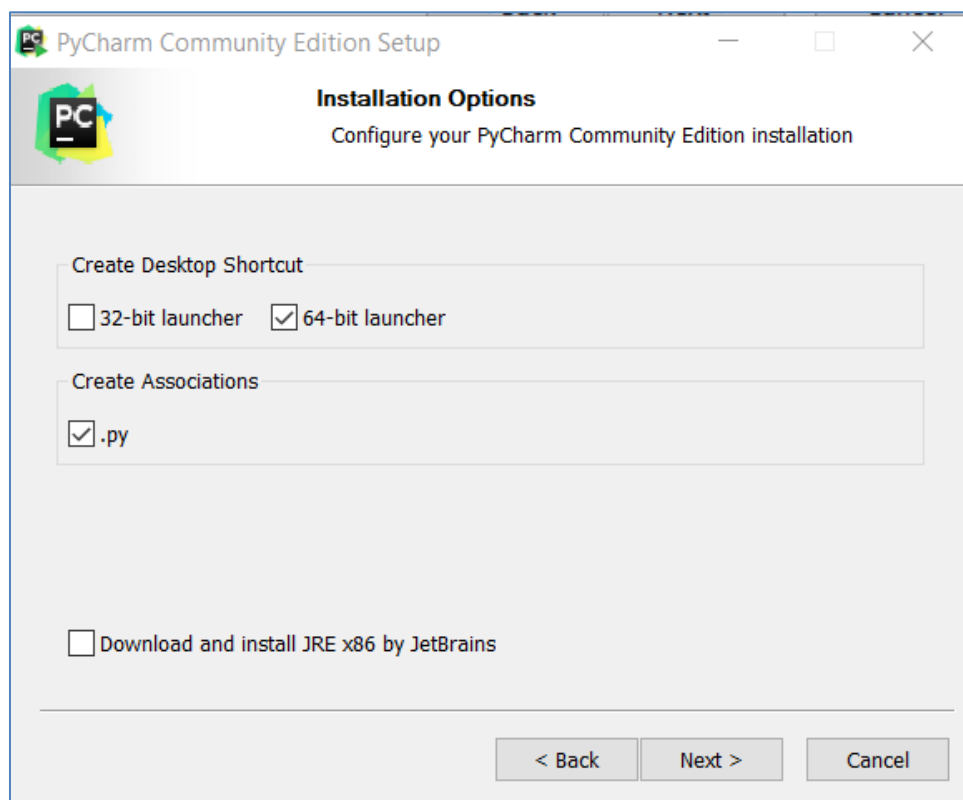 PyCharm Community Edition Setup
PC
Installation Options
Configure your PyCharm Community Edition installation
Create Desktop Shortcut
32-bit launcher 64-bit launcher
Create Associations
.py
Download and install JRE x86 by JetBrains
< Back Next > Cancel